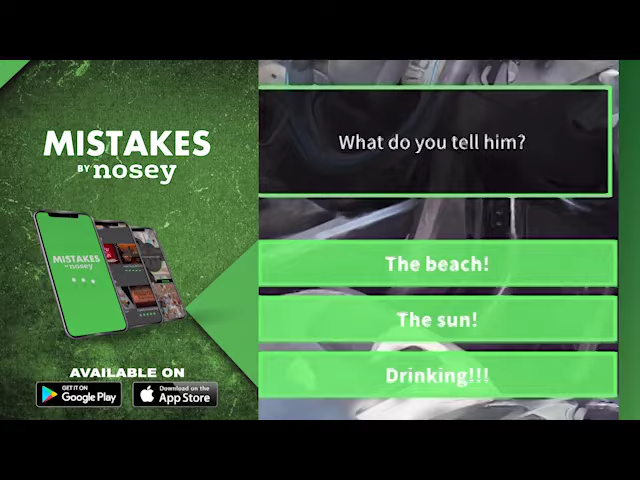 MISTAKES
BY nosey
MISTAKES
BY nosey
AVAILABLE ON
GET IT ON
Google Play
Download on the
App Store
What do you tell him?
The beach!
The sun!
Drinking!!!